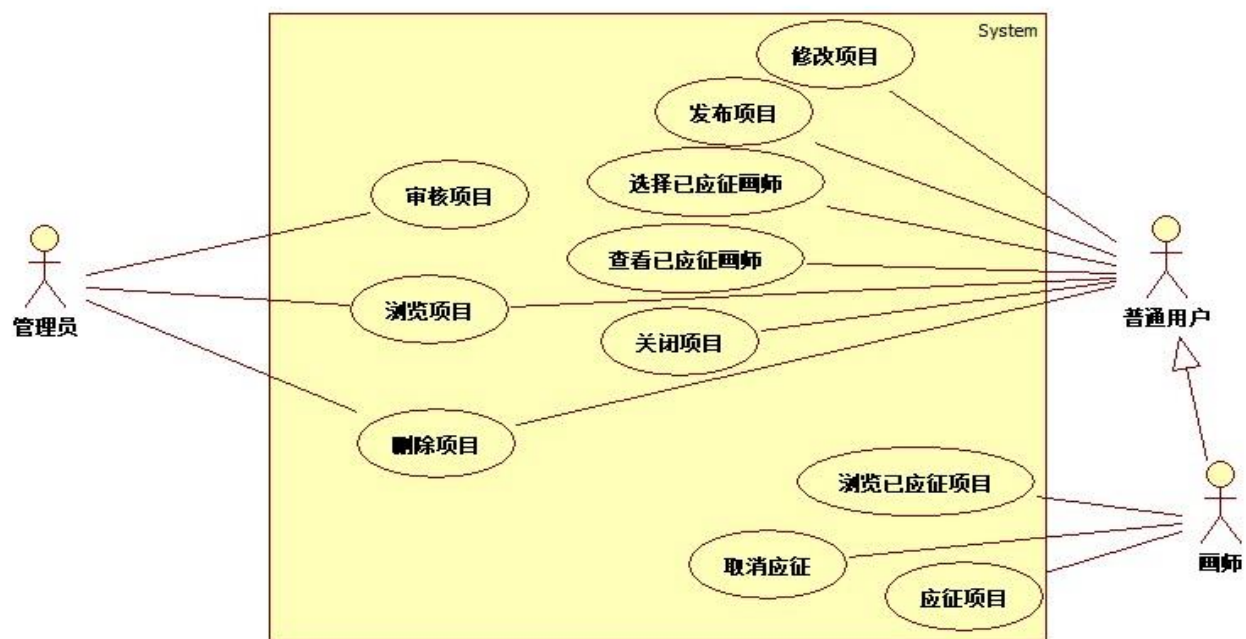 System
修改项目
发布项目
选择已应征画师
审核项目
查看已应征画师
浏览项目
管理员
普通用户
关闭项目
删除项目
浏览已应征项目
取消应征
画师
应征项目